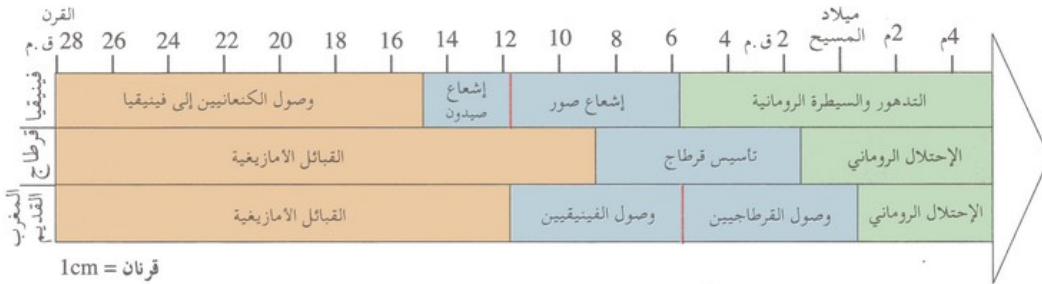 القرن
ق.م 28 26 24 22 20 18 16 14 12 10 8 6 4 ق.م 2 ميلاد المسيح 2م 4م
فينيقيا
وصول الكنعانيين إلى فينيقيا
إشعاع
صيدون
إشعاع صور
التدهور والسيطرة الرومانية
قرطاج
القبائل الأمازيغية
تأسيس قرطاج
الإحتلال الروماني
المغرب
القديم
القبائل الأمازيغية
وصول الفينيقيين
وصول القرطاجيين
الإحتلال الروماني
1cm = قرنان